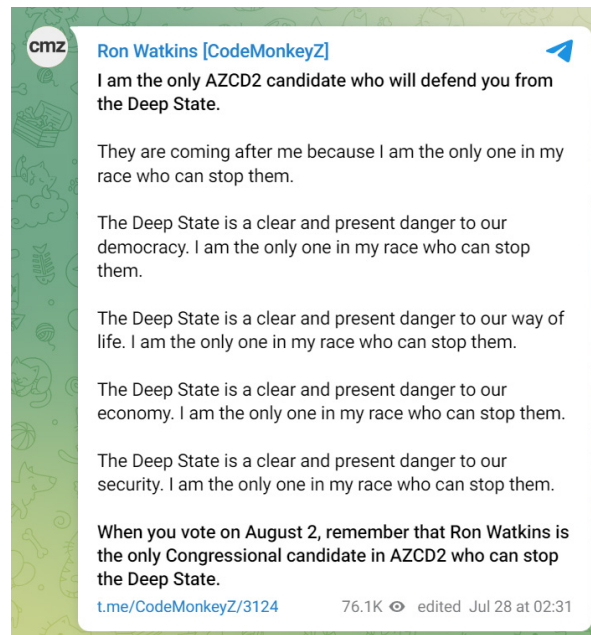 cmz
Ron Watkins [CodeMonkeyZ]
I am the only AZCD2 candidate who will defend you from
the Deep State.
They are coming after me because I am the only one in my
race who can stop them.
The Deep State is a clear and present danger to our
democracy. I am the only one in my race who can stop
them.
The Deep State is a clear and present danger to our way of
life. I am the only one in my race who can stop them.
The Deep State is a clear and present danger to our
economy. I am the only one in my race who can stop them.
The Deep State is a clear and present danger to our
security. I am the only one in my race who can stop them.
When you vote on August 2, remember that Ron Watkins is
the only Congressional candidate in AZCD2 who can stop
the Deep State.
t.me/CodeMonkeyZ/3124 76.1K edited Jul 28 at 02:31